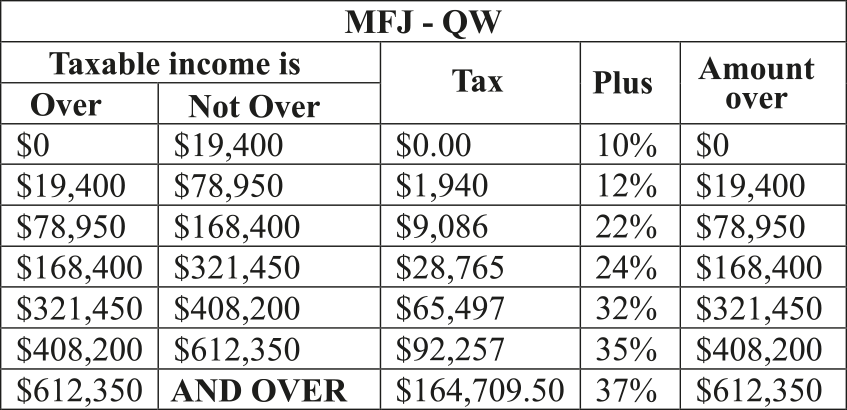 MFJ - QW
Taxable income is Tax Plus Amount over
Over Not Over
$0 $19,400 $0.00 10% $0
$19,400 $78,950 $1,940 12% $19,400
$78,950 $168,400 $9,086 22% $78,950
$168,400 $321,450 $28,765 24% $168,400
$321,450 $408,200 $65,497 32% $321,450
$408,200 $612,350 $92,257 35% $408,200
$612,350 AND OVER $164,709.50 37% $612,350